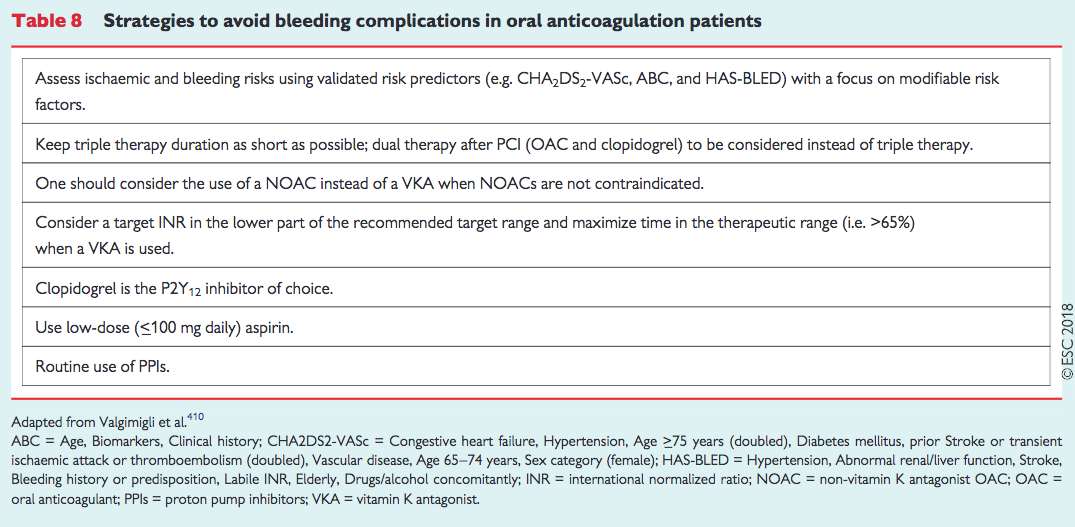 Table 8 Strategies to avoid bleeding complications in oral anticoagulation patients
Assess ischaemic and bleeding risks using validated risk predictors (e.g. CHA₂DS₂-VASc, ABC, and HAS-BLED) with a focus on modifiable risk
factors.
Keep triple therapy duration as short as possible; dual therapy after PCI (OAC and clopidogrel) to be considered instead of triple therapy.
One should consider the use of a NOAC instead of a VKA when NOACs are not contraindicated.
Consider a target INR in the lower part of the recommended target range and maximize time in the therapeutic range (i.e. >65%)
when a VKA is used.
Clopidogrel is the P2Y₁₂ inhibitor of choice.
Use low-dose (≤100 mg daily) aspirin.
Routine use of PPIs.
©ESC 2018
Adapted from Valgimigli et al.⁴¹⁰
ABC = Age, Biomarkers, Clinical history; CHA2DS2-VASc = Congestive heart failure, Hypertension, Age ≥75 years (doubled), Diabetes mellitus, prior Stroke or transient
ischaemic attack or thromboembolism (doubled), Vascular disease, Age 65–74 years, Sex category (female); HAS-BLED = Hypertension, Abnormal renal/liver function, Stroke,
Bleeding history or predisposition, Labile INR, Elderly, Drugs/alcohol concomitantly; INR = international normalized ratio; NOAC = non-vitamin K antagonist OAC; OAC =
oral anticoagulant; PPIs = proton pump inhibitors; VKA = vitamin K antagonist.